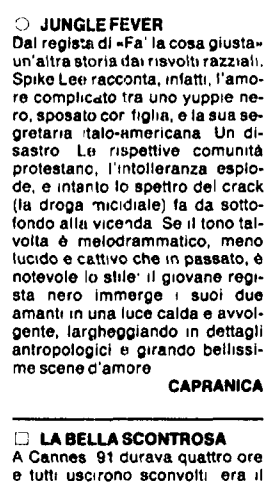 ○ JUNGLE FEVER
Dal regista di «Fa' la cosa giusta»
un'altra storia dai risvolti razziali.
Spike Lee racconta, infatti, l'amo-
re complicato tra uno yuppie ne-
ro, sposato con figlia, e la sua se-
gretaria italo-americana Un di-
sastro Le rispettive comunità
protestano, l'intolleranza esplo-
de, e intanto lo spettro del crack
(la droga micidiale) fa da sotto-
fondo alla vicenda Se il tono tal-
volta è melodrammatico, meno
lucido e cattivo che in passato, è
notevole lo stile: il giovane regi-
sta nero immerge i suoi due
amanti in una luce calda e avvol-
gente, largheggiando in dettagli
antropologici e girando bellissi-
me scene d'amore
CAPRANICA
□ LA BELLA SCONTROSA
A Cannes 91 durava quattro ore
e tutti uscirono sconvolti era il